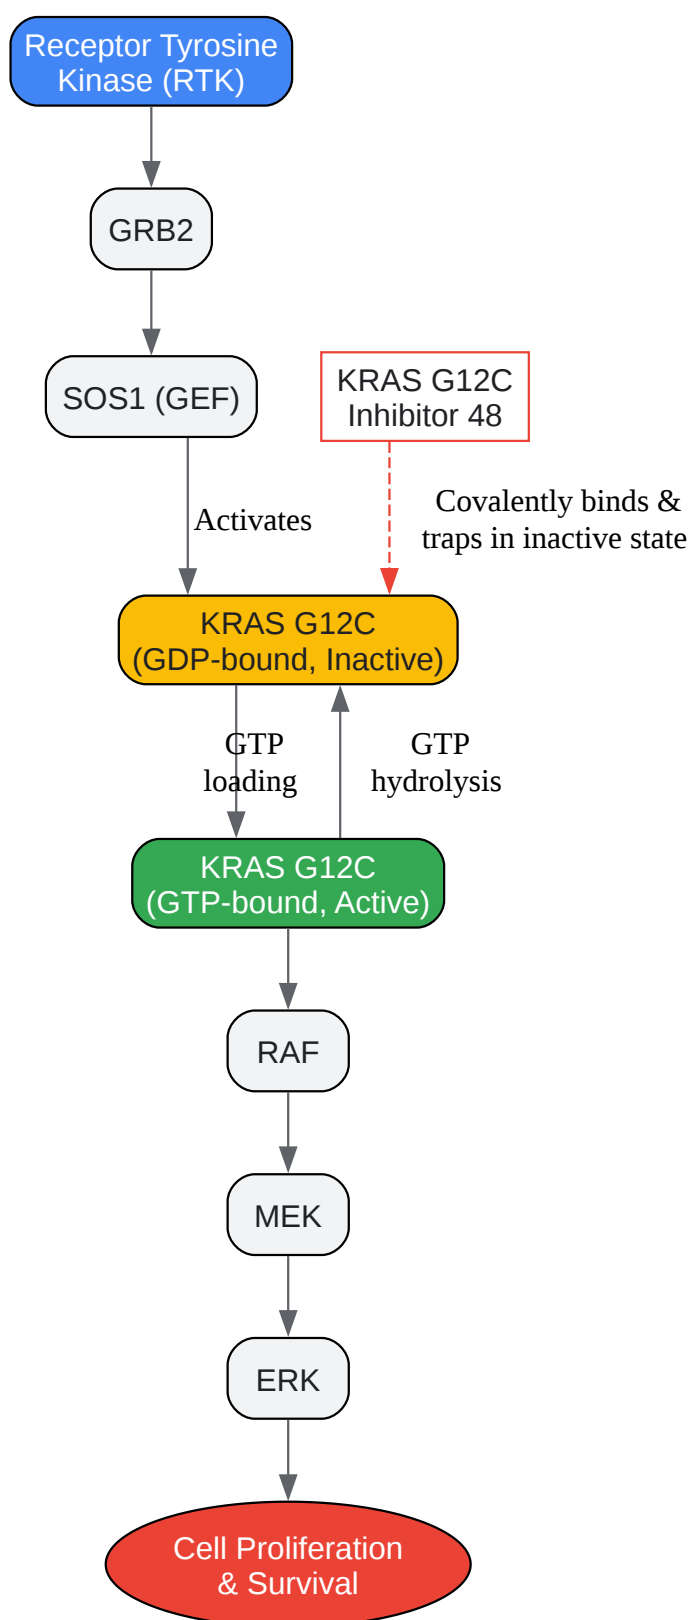 Receptor Tyrosine
Kinase (RTK)
GRB2
SOS1 (GEF)
KRAS G12C
Inhibitor 48
Activates
Covalently binds &
traps in inactive state
KRAS G12C
(GDP-bound, Inactive)
GTP
loading
GTP
hydrolysis
KRAS G12C
(GTP-bound, Active)
RAF
MEK
ERK
Cell Proliferation
& Survival